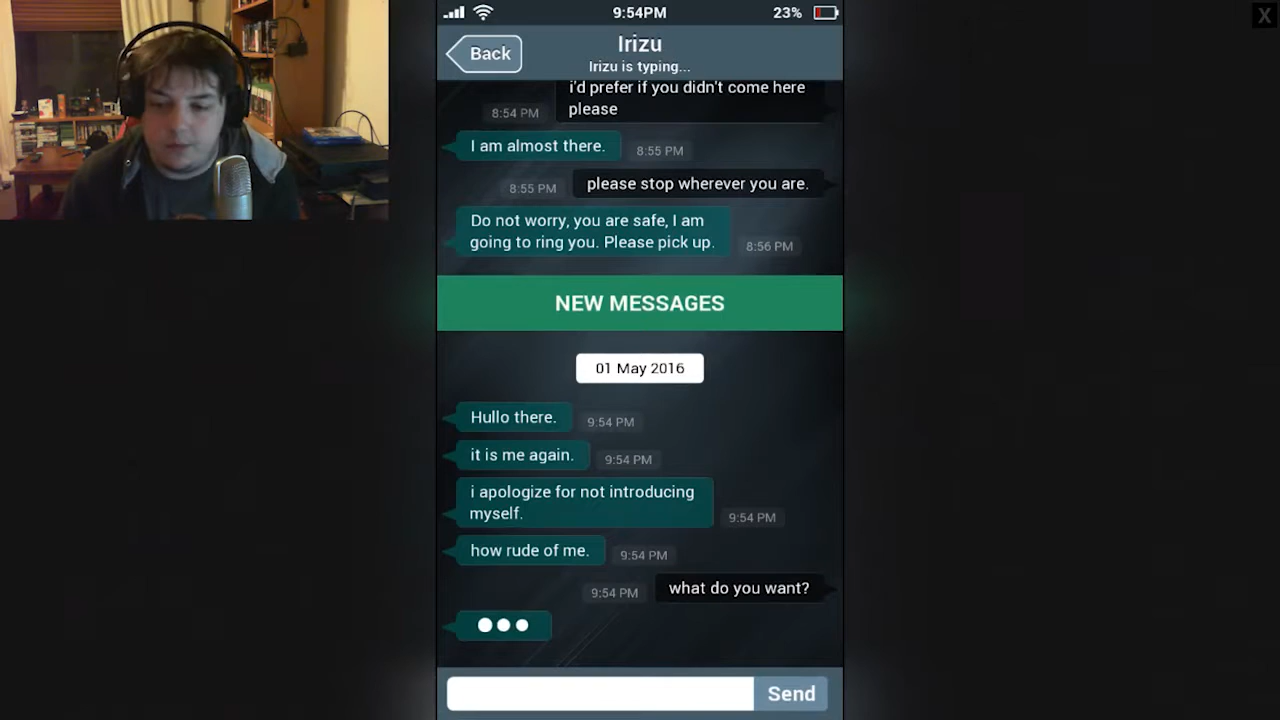 9:54PM
23%
X
Back
Irizu
Irizu is typing...
i'd prefer if you didn't come here
please
8:54 PM
I am almost there.
8:55 PM
please stop wherever you are.
8:55 PM
Do not worry, you are safe, I am
going to ring you. Please pick up.
8:56 PM
NEW MESSAGES
01 May 2016
Hullo there.
9:54 PM
it is me again.
9:54 PM
i apologize for not introducing
myself.
9:54 PM
how rude of me.
9:54 PM
what do you want?
9:54 PM
Send